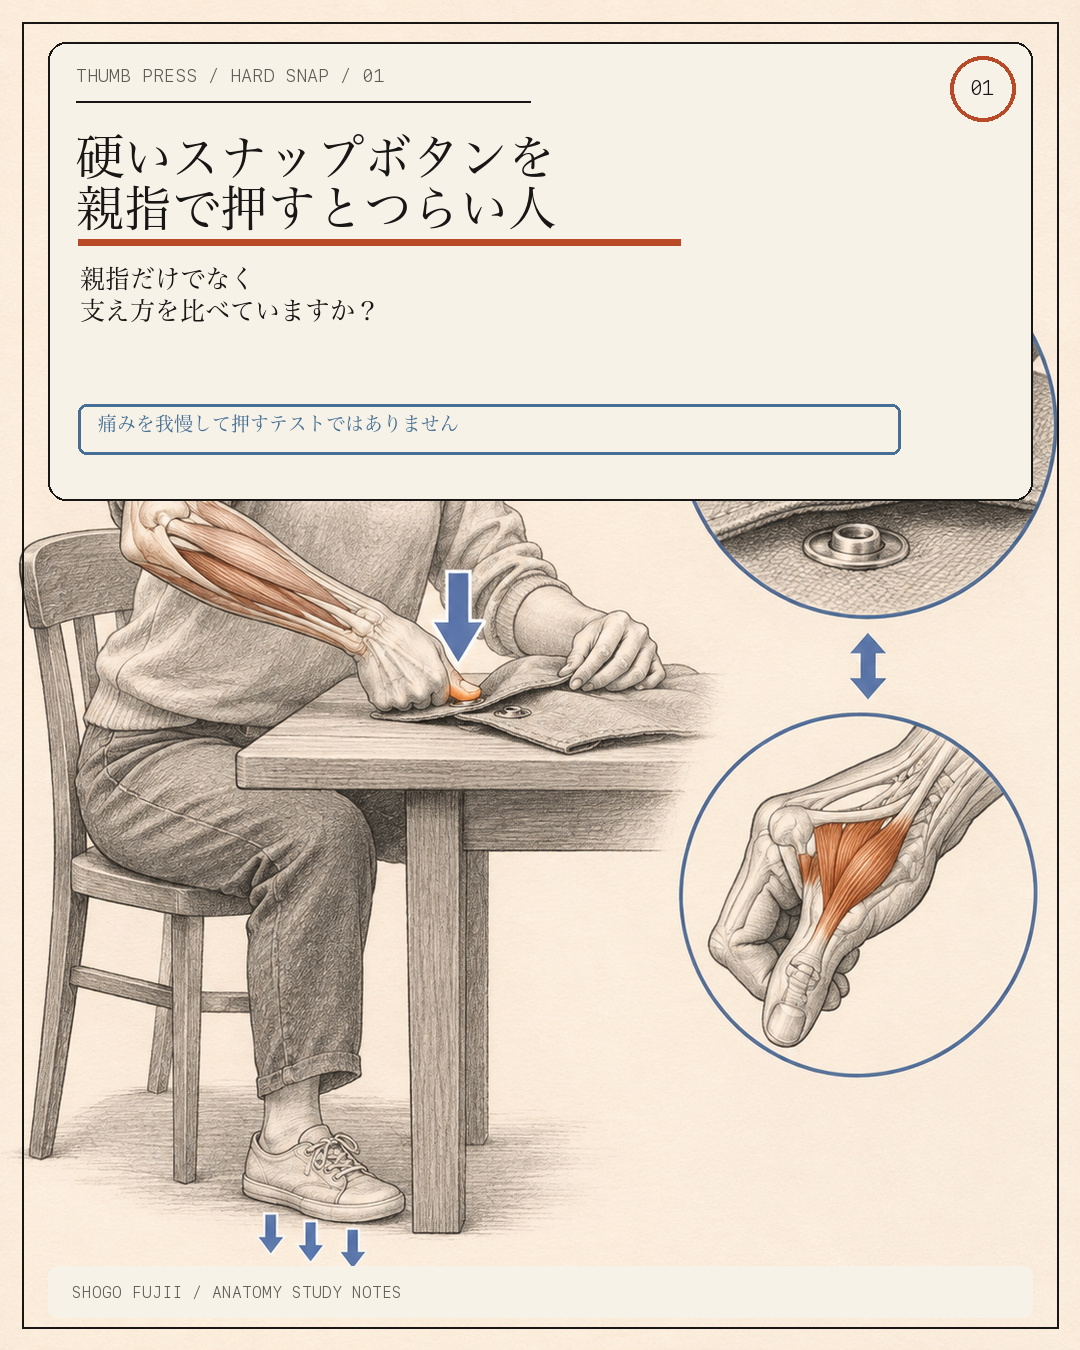 THUMB PRESS / HARD SNAP / 01
01
硬いスナップボタンを
親指で押すとつらい人
親指だけでなく
支え方を比べていますか？
痛みを我慢して押すテストではありません
SHOGO FUJII / ANATOMY STUDY NOTES